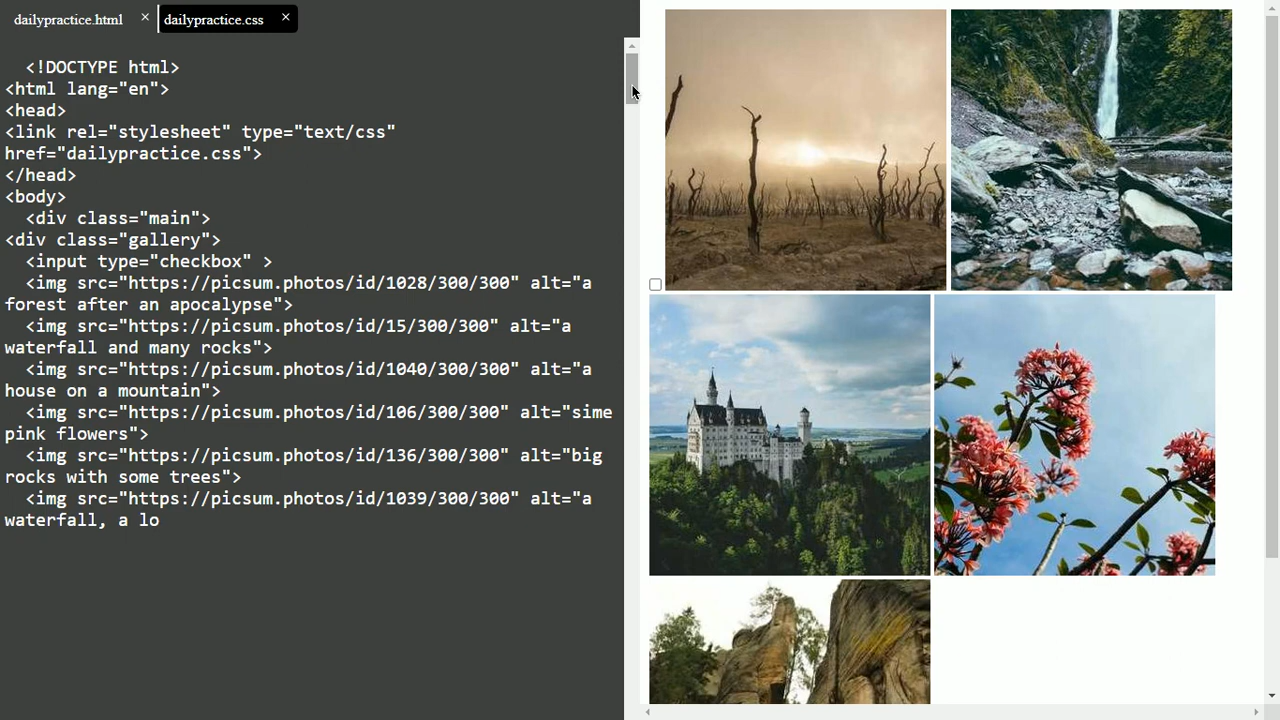 dailypractice.html × dailypractice.css ×
<!DOCTYPE html>
<html lang="en">
<head>
<link rel="stylesheet" type="text/css"
href="dailypractice.css">
</head>
<body>
<div class="main">
<div class="gallery">
<input type="checkbox" >
<img src="https://picsum.photos/id/1028/300/300" alt="a
forest after an apocalypse">
<img src="https://picsum.photos/id/15/300/300" alt="a
waterfall and many rocks">
<img src="https://picsum.photos/id/1040/300/300" alt="a
house on a mountain">
<img src="https://picsum.photos/id/106/300/300" alt="sime
pink flowers">
<img src="https://picsum.photos/id/136/300/300" alt="big
rocks with some trees">
<img src="https://picsum.photos/id/1039/300/300" alt="a
waterfall, a lo